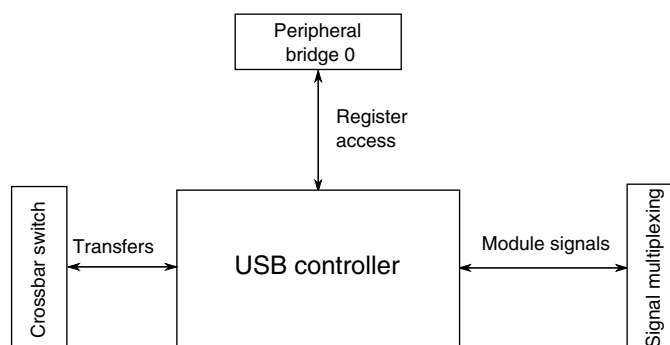 Peripheral
bridge 0
Register
access
Crossbar switch
Transfers
USB controller
Module signals
Signal multiplexing